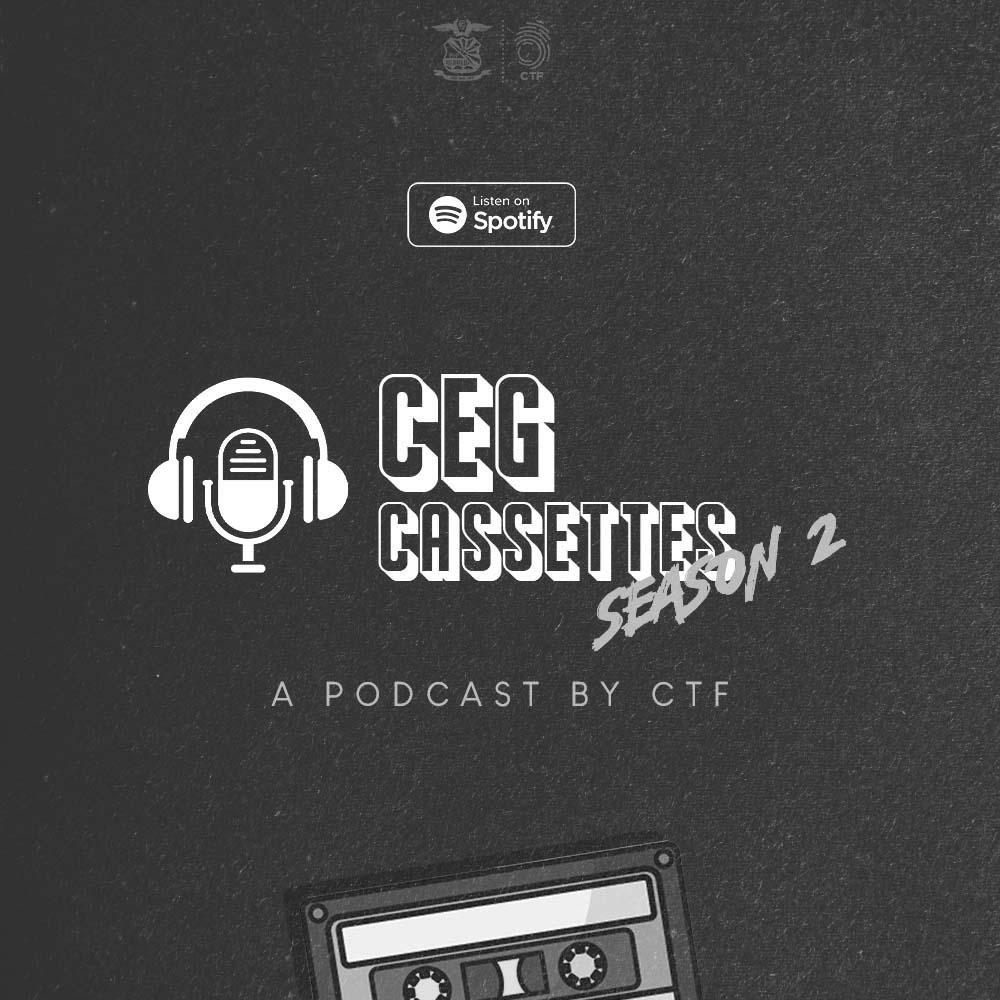 CTF
Listen on
Spotify
CEG
CASSETTES
SEASON 2
A PODCAST BY CTF